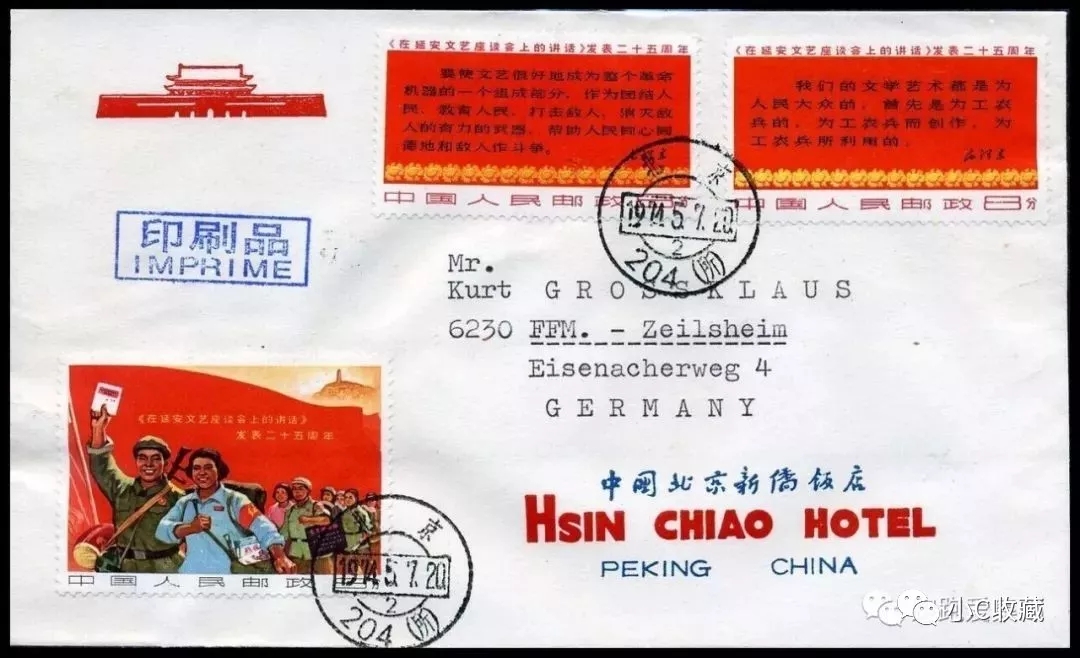 《在延安文艺座谈会上的讲话》发表二十五周年
要使文艺很好地成为整个革命
机器的一个组成部分，作为团结人
民、教育人民、打击敌人、消灭敌
人的有力的武器，帮助人民同心同
德地和敌人作斗争。
中国人民邮政
《在延安文艺座谈会上的讲话》发表二十五周年
我们的文学艺术都是为
人民大众的，首先是为工农
兵的，为工农兵而创作，为
工农兵所利用的。
毛泽东
中国人民邮政8分
北京
1974.5.7.20
2
204(所)
印刷品
IMPRIME
Mr.
Kurt GROSSKLAUS
6230 FFM. - Zeilsheim
Eisenacherweg 4
GERMANY
《在延安文艺座谈会上的讲话》
发表二十五周年
中国人民邮政
京
1974.5.7.20
2
204(所)
中国北京新侨饭店
HSIN CHIAO HOTEL
PEKING CHINA
收藏